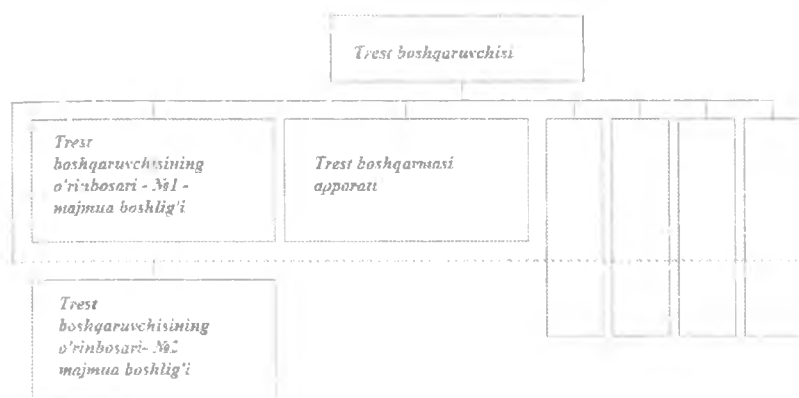 Trest boshqaruvchisi
Trest
boshqaruvchisining
o'rinbosari - №1 -
majmua boshlig'i
Trest boshqarmasi
apparati
Trest
boshqaruvchisining
o'rinbosari- №2
majmua boshlig'i